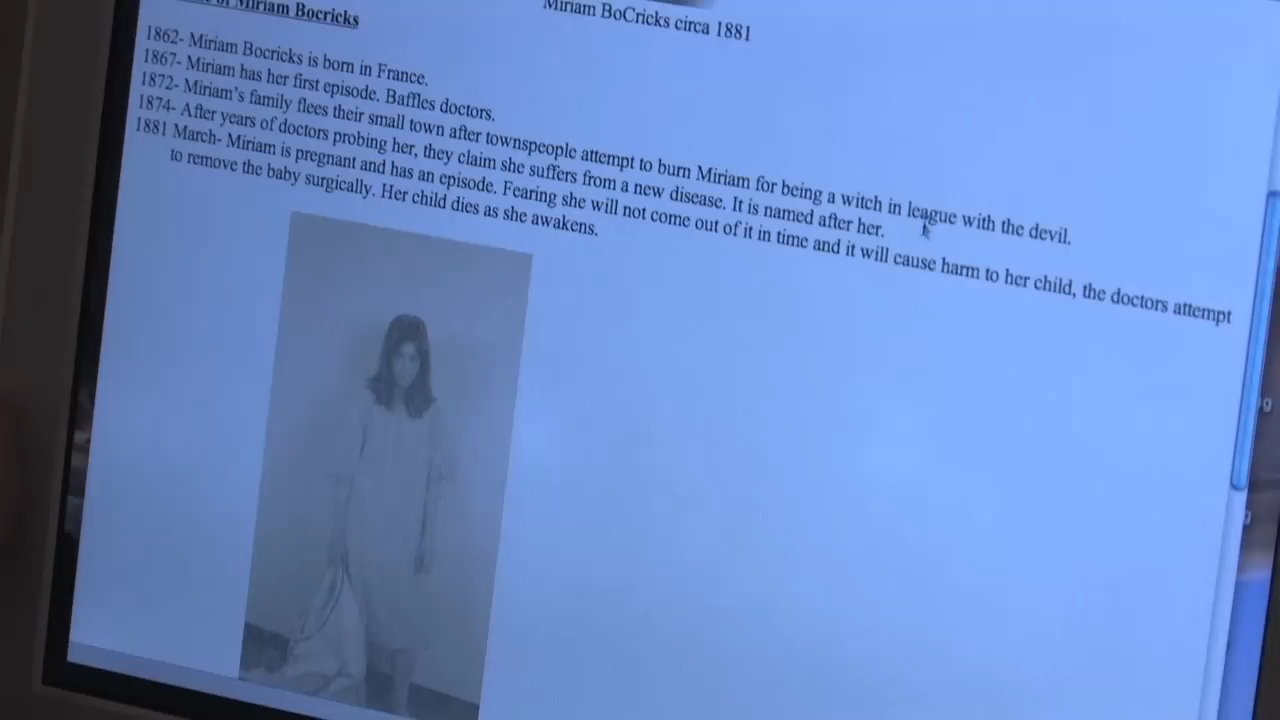 of Miriam Bocricks
Miriam BoCricks circa 1881
1862- Miriam Bocricks is born in France.
1867- Miriam has her first episode. Baffles doctors.
1872- Miriam's family flees their small town after townspeople attempt to burn Miriam for being a witch in league with the devil.
1874- After years of doctors probing her, they claim she suffers from a new disease. It is named after her.
1881 March- Miriam is pregnant and has an episode. Fearing she will not come out of it in time and it will cause harm to her child, the doctors attempt
to remove the baby surgically. Her child dies as she awakens.